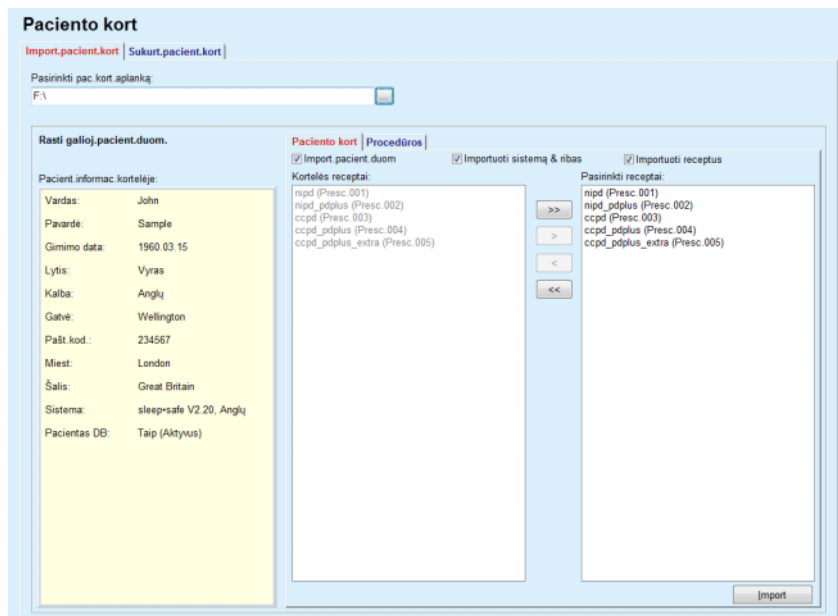 Paciento kort
Import.pacient.kort Sukurt.pacient.kort
Pasirinkti pac.kort.aplanką:
F:\ ...
Rasti galioj.pacient.duom.
Pacient.informac.kortelėje:
Vardas: John
Pavardė: Sample
Gimimo data: 1960.03.15
Lytis: Vyras
Kalba: Anglų
Gatvė: Wellington
Pašt.kod.: 234567
Miest: London
Šalis: Great Britain
Sistema: sleep•safe V2.20, Anglų
Pacientas DB: Taip (Aktyvus)
Paciento kort Procedūros
Import.pacient.duom Importuoti sistemą & ribas Importuoti receptus
Kortelės receptai:
nipd (Presc.001)
nipd_pdplus (Presc.002)
ccpd (Presc.003)
ccpd_pdplus (Presc.004)
ccpd_pdplus_extra (Presc.005)
>>
>
<
<<
Pasirinkti receptai:
nipd (Presc.001)
nipd_pdplus (Presc.002)
ccpd (Presc.003)
ccpd_pdplus (Presc.004)
ccpd_pdplus_extra (Presc.005)
Import